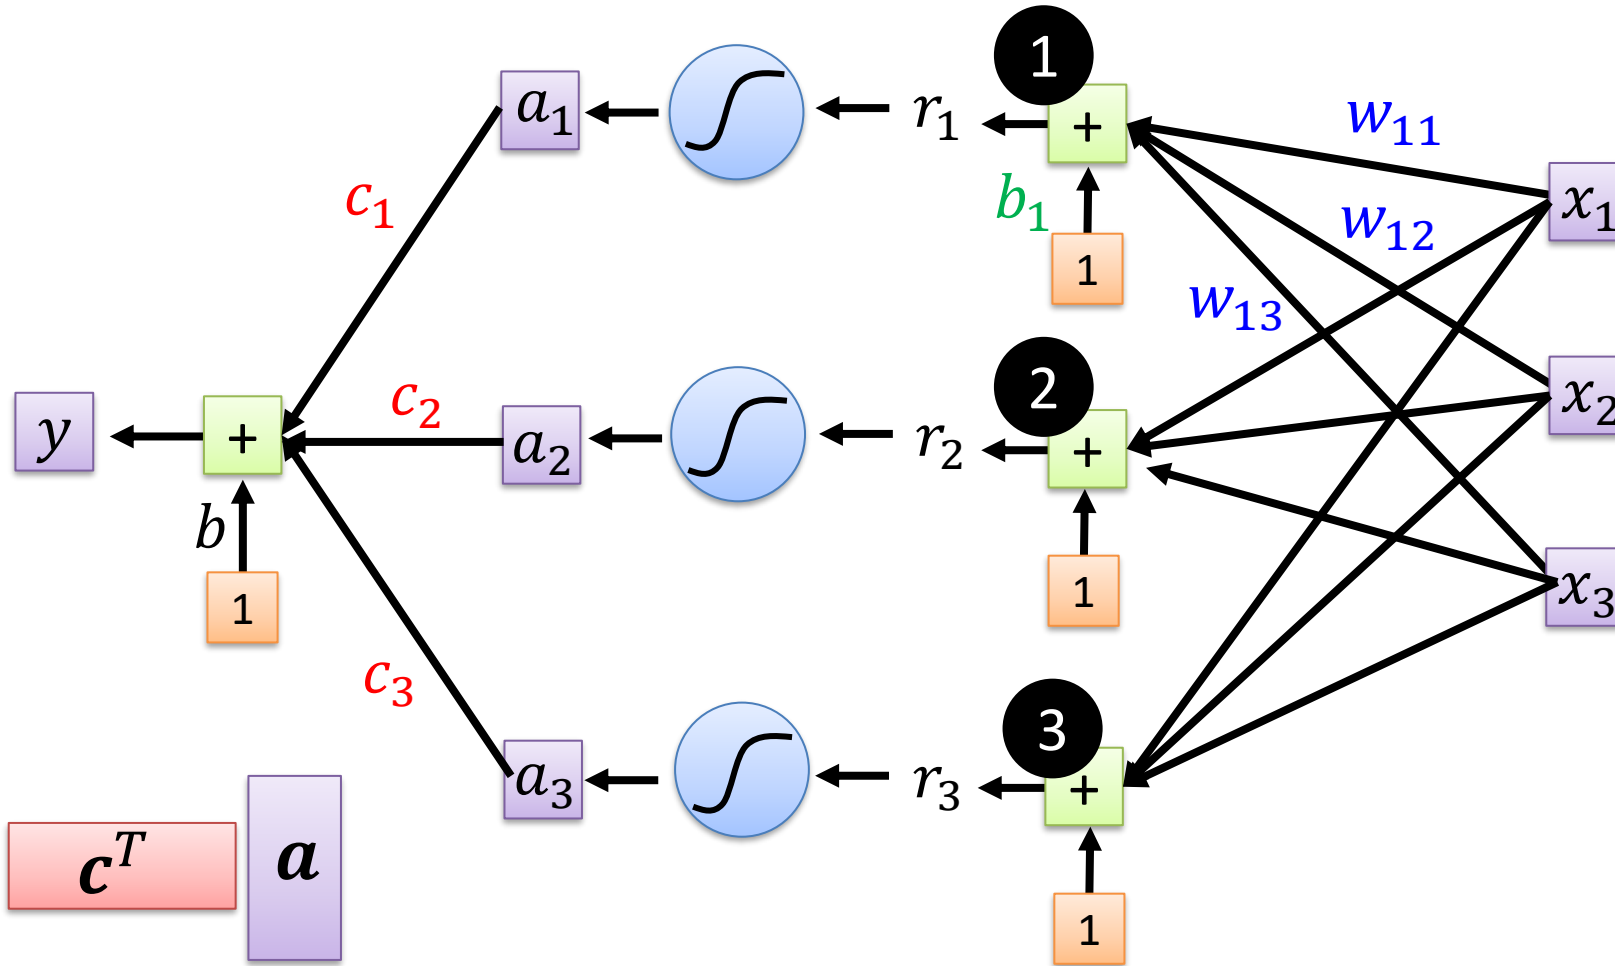 1
a₁
r₁
+
w₁₁
c₁
b₁
x₁
w₁₂
1
w₁₃
2
c₂
x₂
y
+
a₂
r₂
+
b
1
1
x₃
c₃
3
a₃
r₃
+
cᵀ
a
1